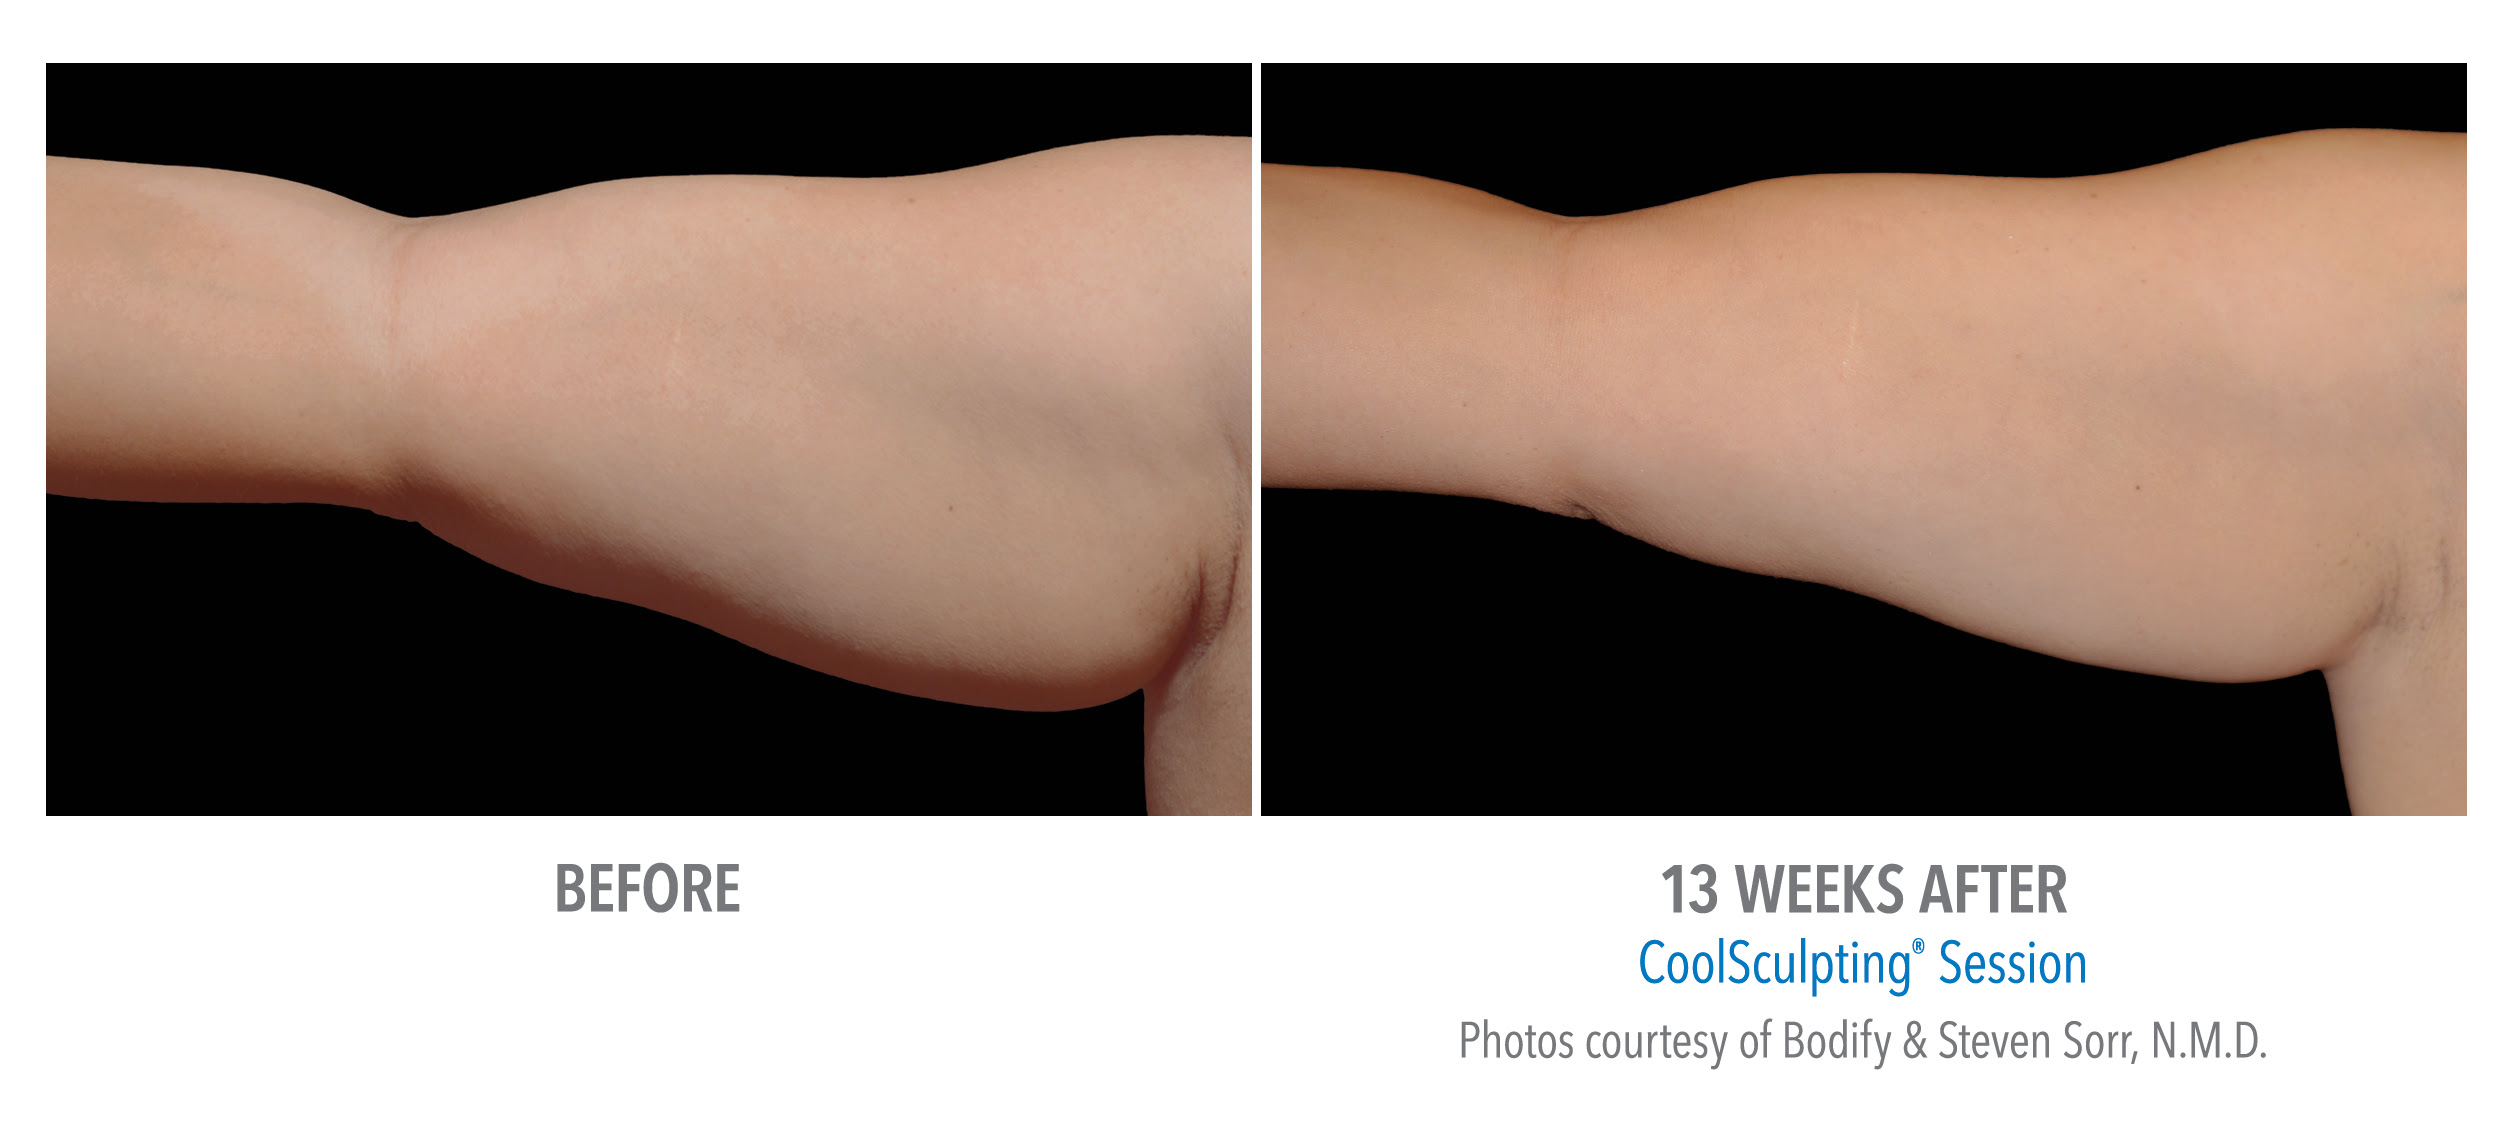 BEFORE
13 WEEKS AFTER
CoolSculpting® Session
Photos courtesy of Bodify & Steven Sorr, N.M.D.